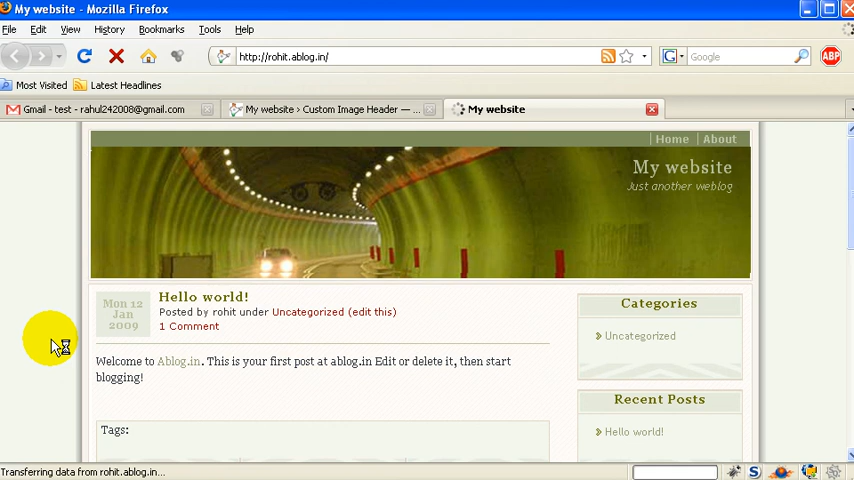 My website - Mozilla Firefox
File Edit View History Bookmarks Tools Help
http://rohit.ablog.in/
Google
ABP
Most Visited Latest Headlines
Gmail - test - rahul242008@gmail.com
My website › Custom Image Header — ...
My website
Home About
My website
Just another weblog
Mon 12
Jan
2009
Hello world!
Posted by rohit under Uncategorized (edit this)
1 Comment
Welcome to Ablog.in. This is your first post at ablog.in Edit or delete it, then start
blogging!
Tags:
Categories
Uncategorized
Recent Posts
Hello world!
Transferring data from rohit.ablog.in...